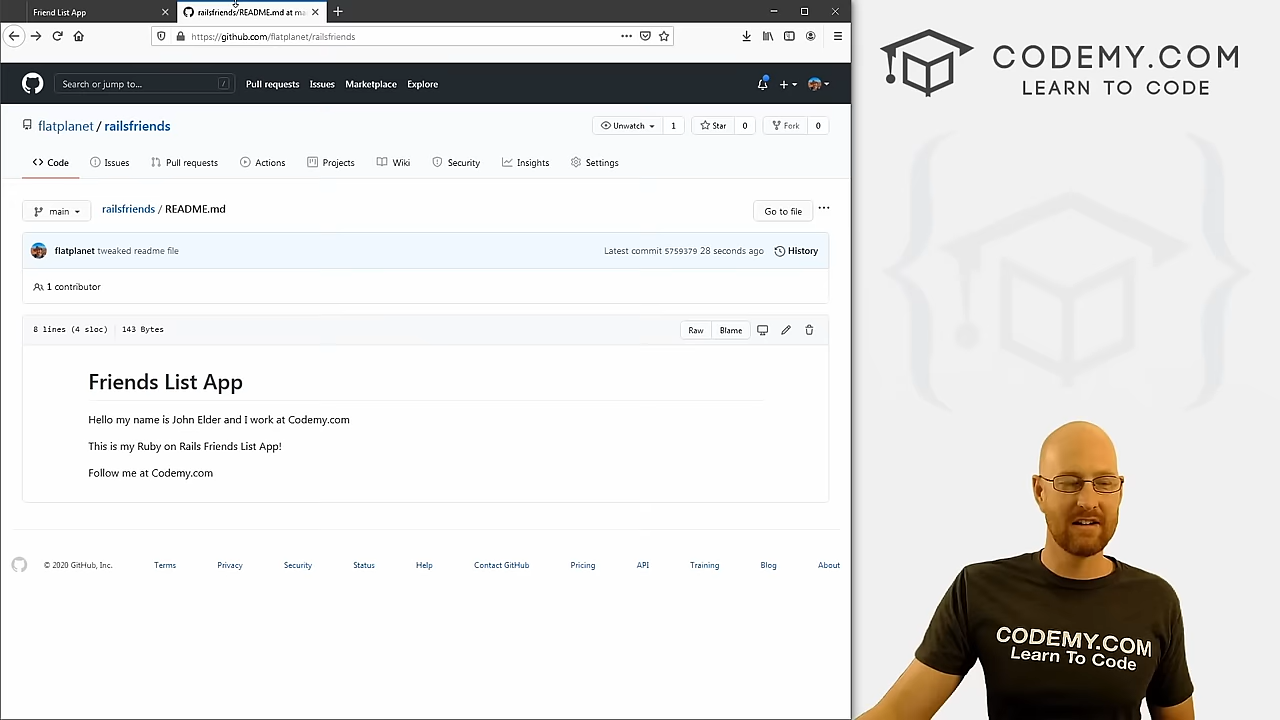 Friend List App
railsfriends/README.md at ma
https://github.com/flatplanet/railsfriends
Search or jump to...
/
Pull requests
Issues
Marketplace
Explore
flatplanet / railsfriends
Unwatch
1
Star
0
Fork
0
Code
Issues
Pull requests
Actions
Projects
Wiki
Security
Insights
Settings
main
railsfriends / README.md
Go to file
flatplanet tweaked readme file
Latest commit 5759379 28 seconds ago
History
1 contributor
8 lines (4 sloc)
143 Bytes
Raw
Blame
Friends List App
Hello my name is John Elder and I work at Codemy.com
This is my Ruby on Rails Friends List App!
Follow me at Codemy.com
© 2020 GitHub, Inc.
Terms
Privacy
Security
Status
Help
Contact GitHub
Pricing
API
Training
Blog
About
CODEMY.COM
LEARN TO CODE
CODEMY.COM
Learn To Code